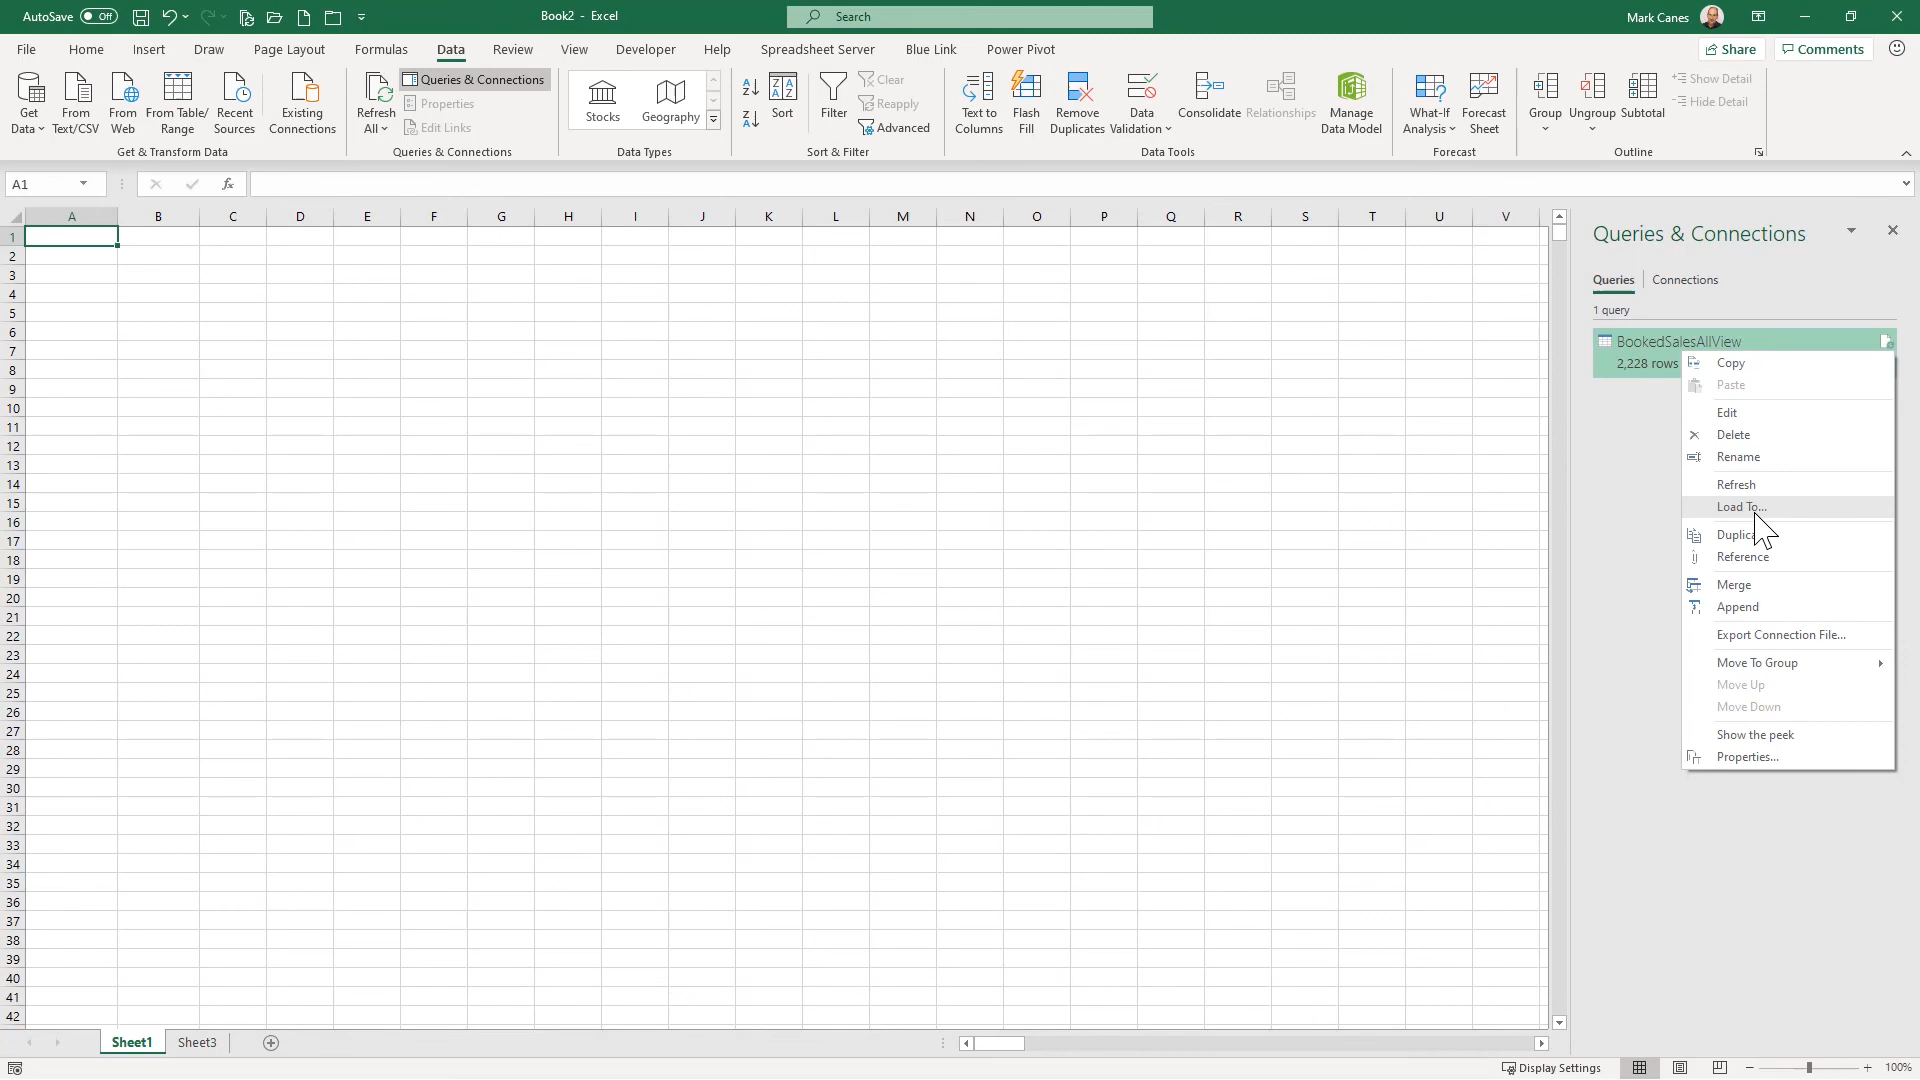 AutoSave Off Book2 - Excel Search Mark Canes
File Home Insert Draw Page Layout Formulas Data Review View Developer Help Spreadsheet Server Blue Link Power Pivot Share Comments
Get Data
From Text/CSV
From Web
From Table/ Range
Recent Sources
Existing Connections
Get & Transform Data
Refresh All
Queries & Connections
Properties
Edit Links
Queries & Connections
Stocks
Geography
Data Types
Sort
Filter
Clear
Reapply
Advanced
Sort & Filter
Text to Columns
Flash Fill
Remove Duplicates
Data Validation
Consolidate
Relationships
Manage Data Model
Data Tools
What-If Analysis
Forecast Sheet
Forecast
Group
Ungroup
Subtotal
Show Detail
Hide Detail
Outline
A1 fx
A B C D E F G H I J K L M N O P Q R S T U V
1
2
3
4
5
6
7
8
9
10
11
12
13
14
15
16
17
18
19
20
21
22
23
24
25
26
27
28
29
30
31
32
33
34
35
36
37
38
39
40
41
42
Queries & Connections
Queries Connections
1 query
BookedSalesAllView
2,228 rows
Copy
Paste
Edit
Delete
Rename
Refresh
Load To...
Reference
Merge
Append
Export Connection File...
Move To Group
Move Up
Move Down
Show the peek
Properties...
Sheet1 Sheet3
Display Settings 100%